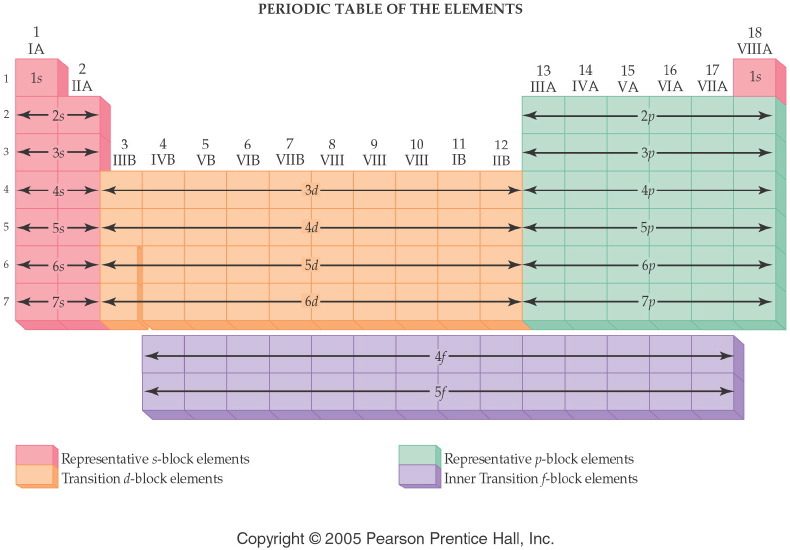 PERIODIC TABLE OF THE ELEMENTS
1 18
IA VIIIA
1 1s 2 13 14 15 16 17 1s
IIA IIIA IVA VA VIA VIIA
2 2s 2p
3 3s 3 4 5 6 7 8 9 10 11 12 3p
IIIB IVB VB VIB VIIB VIII VIII VIII IB IIB
4 4s 3d 4p
5 5s 4d 5p
6 6s 5d 6p
7 7s 6d 7p
4f
5f
Representative s-block elements Representative p-block elements
Transition d-block elements Inner Transition f-block elements
Copyright © 2005 Pearson Prentice Hall, Inc.